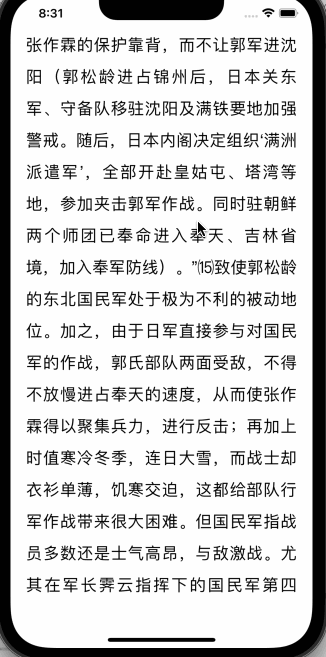 8:31
张作霖的保护靠背，而不让郭军进沈
阳（郭松龄进占锦州后，日本关东
军、守备队移驻沈阳及满铁要地加强
警戒。随后，日本内阁决定组织‘满洲
派遣军’，全部开赴皇姑屯、塔湾等
地，参加夹击郭军作战。同时驻朝鲜
两个师团已奉命进入奉天、吉林省
境，加入奉军防线）。”⒂致使郭松龄
的东北国民军处于极为不利的被动地
位。加之，由于日军直接参与对国民
军的作战，郭氏部队两面受敌，不得
不放慢进占奉天的速度，从而使张作
霖得以聚集兵力，进行反击；再加上
时值寒冷冬季，连日大雪，而战士却
衣衫单薄，饥寒交迫，这都给部队行
军作战带来很大困难。但国民军指战
员多数还是士气高昂，与敌激战。尤
其在军长霁云指挥下的国民军第四